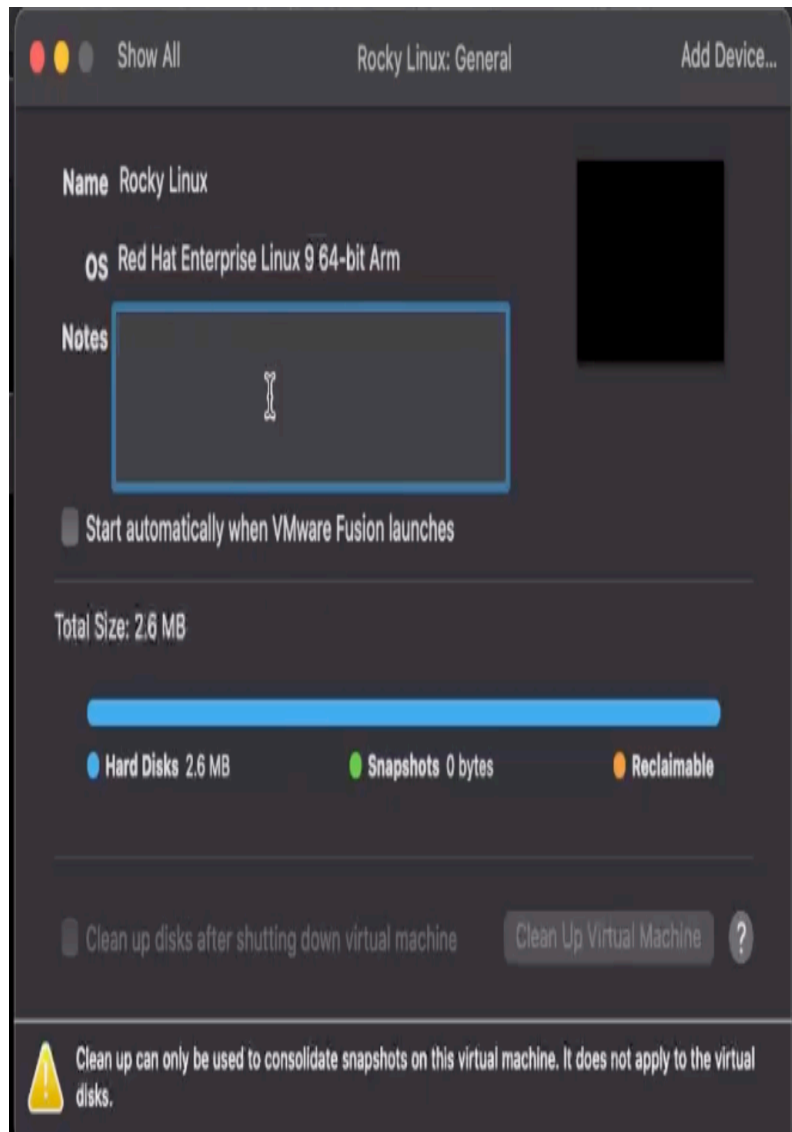 Show All Rocky Linux: General Add Device...
Name Rocky Linux
OS Red Hat Enterprise Linux 9 64-bit Arm
Notes
Start automatically when VMware Fusion launches
Total Size: 2.6 MB
Hard Disks 2.6 MB Snapshots 0 bytes Reclaimable
Clean up disks after shutting down virtual machine Clean Up Virtual Machine ?
Clean up can only be used to consolidate snapshots on this virtual machine. It does not apply to the virtual
disks.